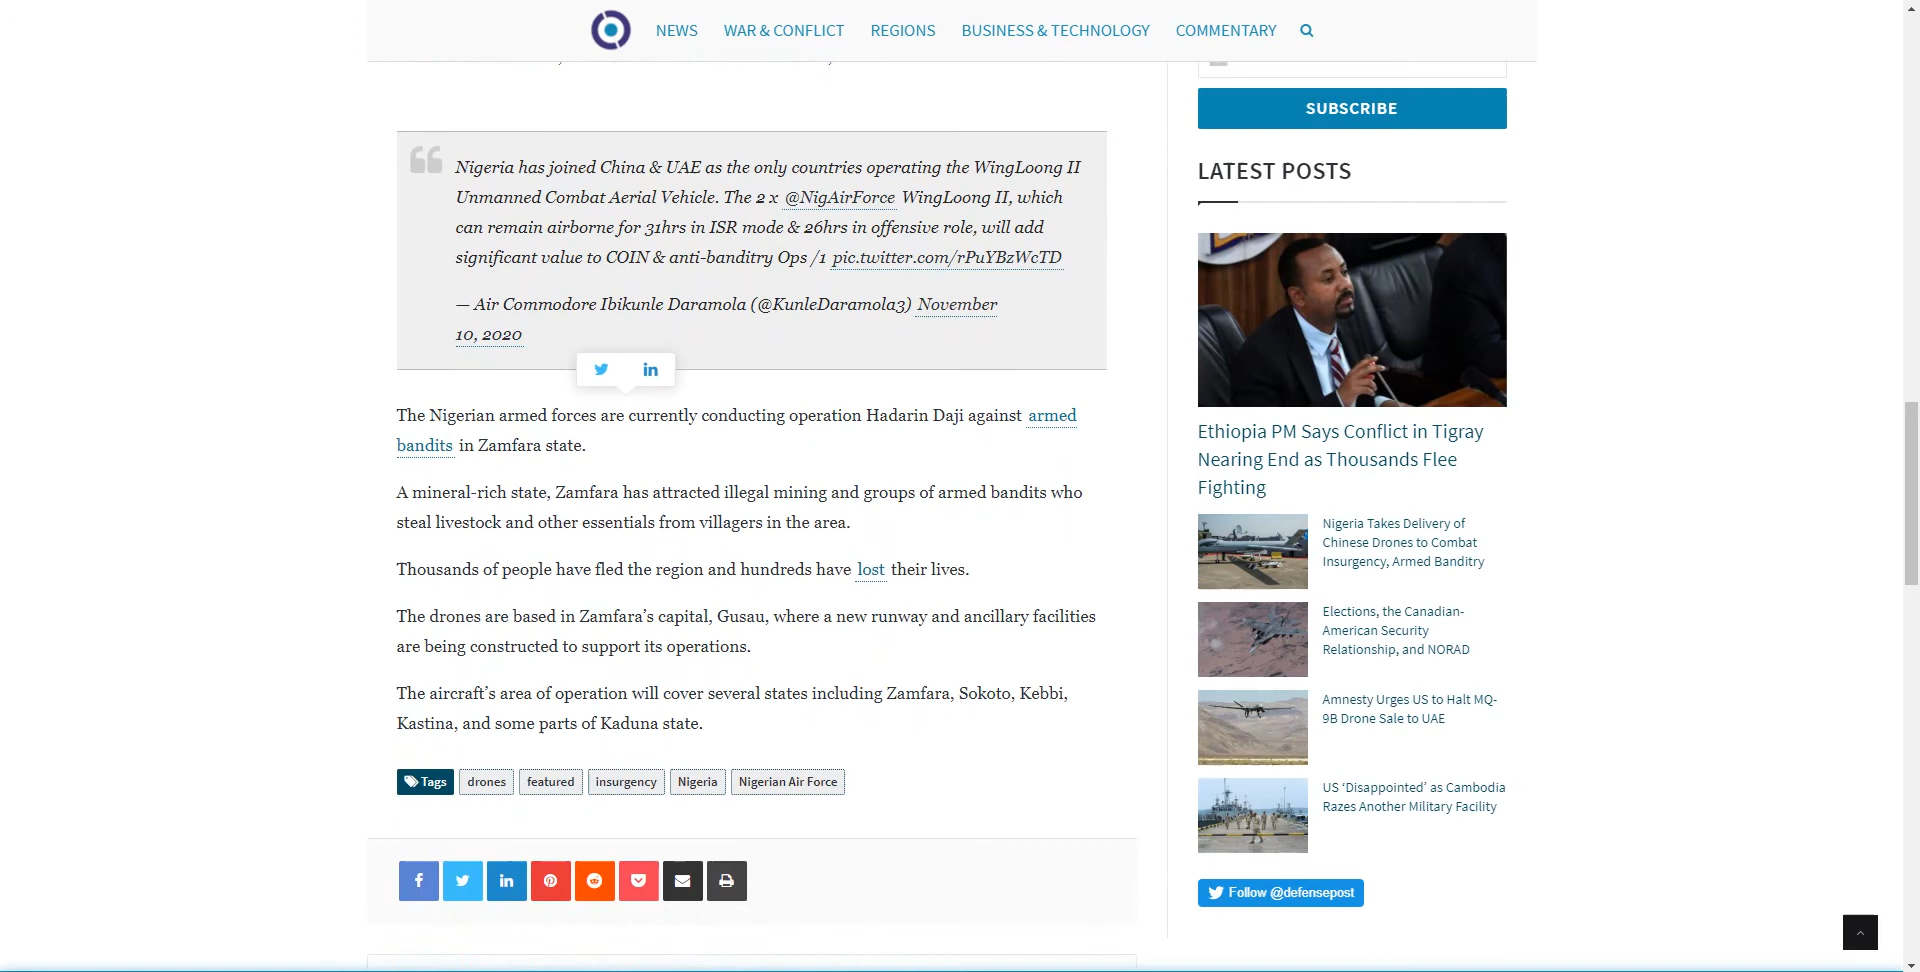 NEWS WAR & CONFLICT REGIONS BUSINESS & TECHNOLOGY COMMENTARY
Nigeria has joined China & UAE as the only countries operating the WingLoong II
Unmanned Combat Aerial Vehicle. The 2 x @NigAirForce WingLoong II, which
can remain airborne for 31hrs in ISR mode & 26hrs in offensive role, will add
significant value to COIN & anti-banditry Ops /1 pic.twitter.com/rPuYBzWcTD
— Air Commodore Ibikunle Daramola (@KunleDaramola3) November
10, 2020
The Nigerian armed forces are currently conducting operation Hadarin Daji against armed
bandits in Zamfara state.
A mineral-rich state, Zamfara has attracted illegal mining and groups of armed bandits who
steal livestock and other essentials from villagers in the area.
Thousands of people have fled the region and hundreds have lost their lives.
The drones are based in Zamfara’s capital, Gusau, where a new runway and ancillary facilities
are being constructed to support its operations.
The aircraft’s area of operation will cover several states including Zamfara, Sokoto, Kebbi,
Kastina, and some parts of Kaduna state.
Tags drones featured insurgency Nigeria Nigerian Air Force
SUBSCRIBE
LATEST POSTS
Ethiopia PM Says Conflict in Tigray
Nearing End as Thousands Flee
Fighting
Nigeria Takes Delivery of
Chinese Drones to Combat
Insurgency, Armed Banditry
Elections, the Canadian-
American Security
Relationship, and NORAD
Amnesty Urges US to Halt MQ-
9B Drone Sale to UAE
US ‘Disappointed’ as Cambodia
Razes Another Military Facility
Follow @defensepost